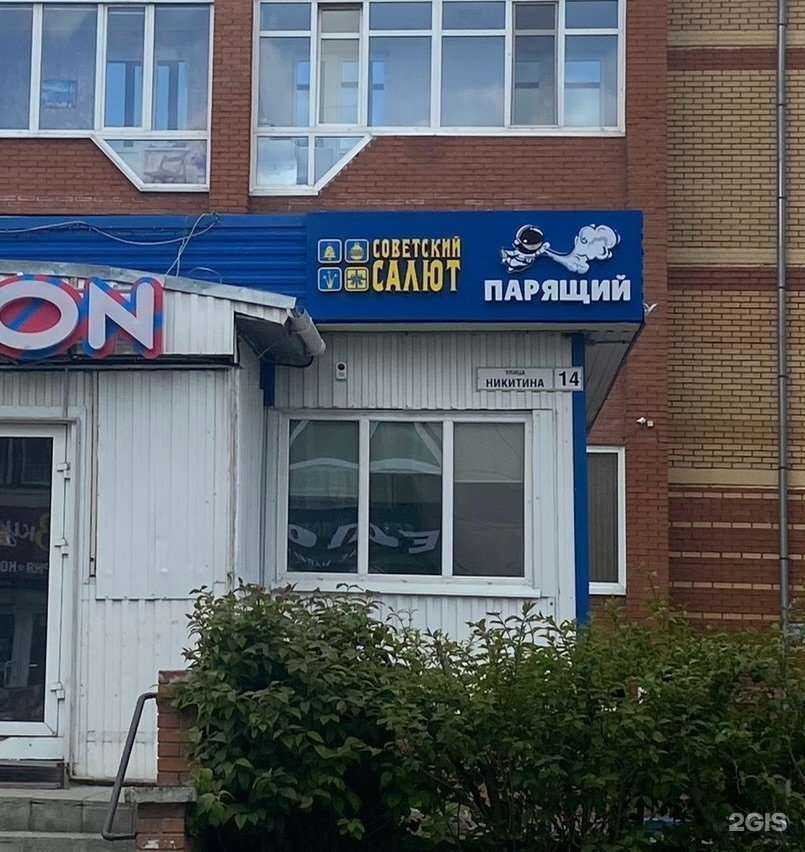 СОВЕТСКИЙ
САЛЮТ
ПАРЯЩИЙ
ON
УЛИЦА
НИКИТИНА 14
2GIS